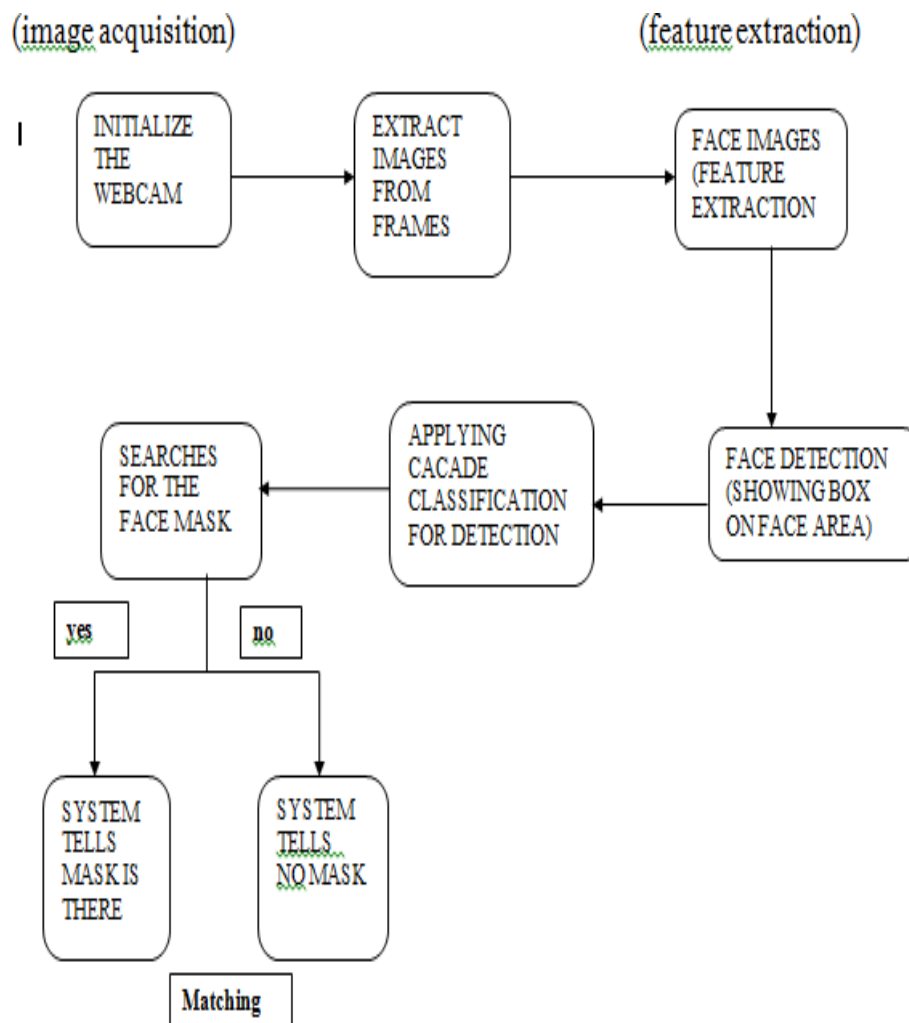 (image acquisition)
(feature extraction)
INITIALIZE
THE
WEBCAM
EXTRACT
IMAGES
FROM
FRAMES
FACE IMAGES
(FEATURE
EXTRACTION
FACE DETECTION
(SHOWING BOX
ON FACE AREA)
APPLYING
CACADE
CLASSIFICATION
FOR DETECTION
SEARCHES
FOR THE
FACE MASK
yes
no
SYSTEM
TELLS
MASK IS
THERE
SYSTEM
TELLS
NO MASK
Matching